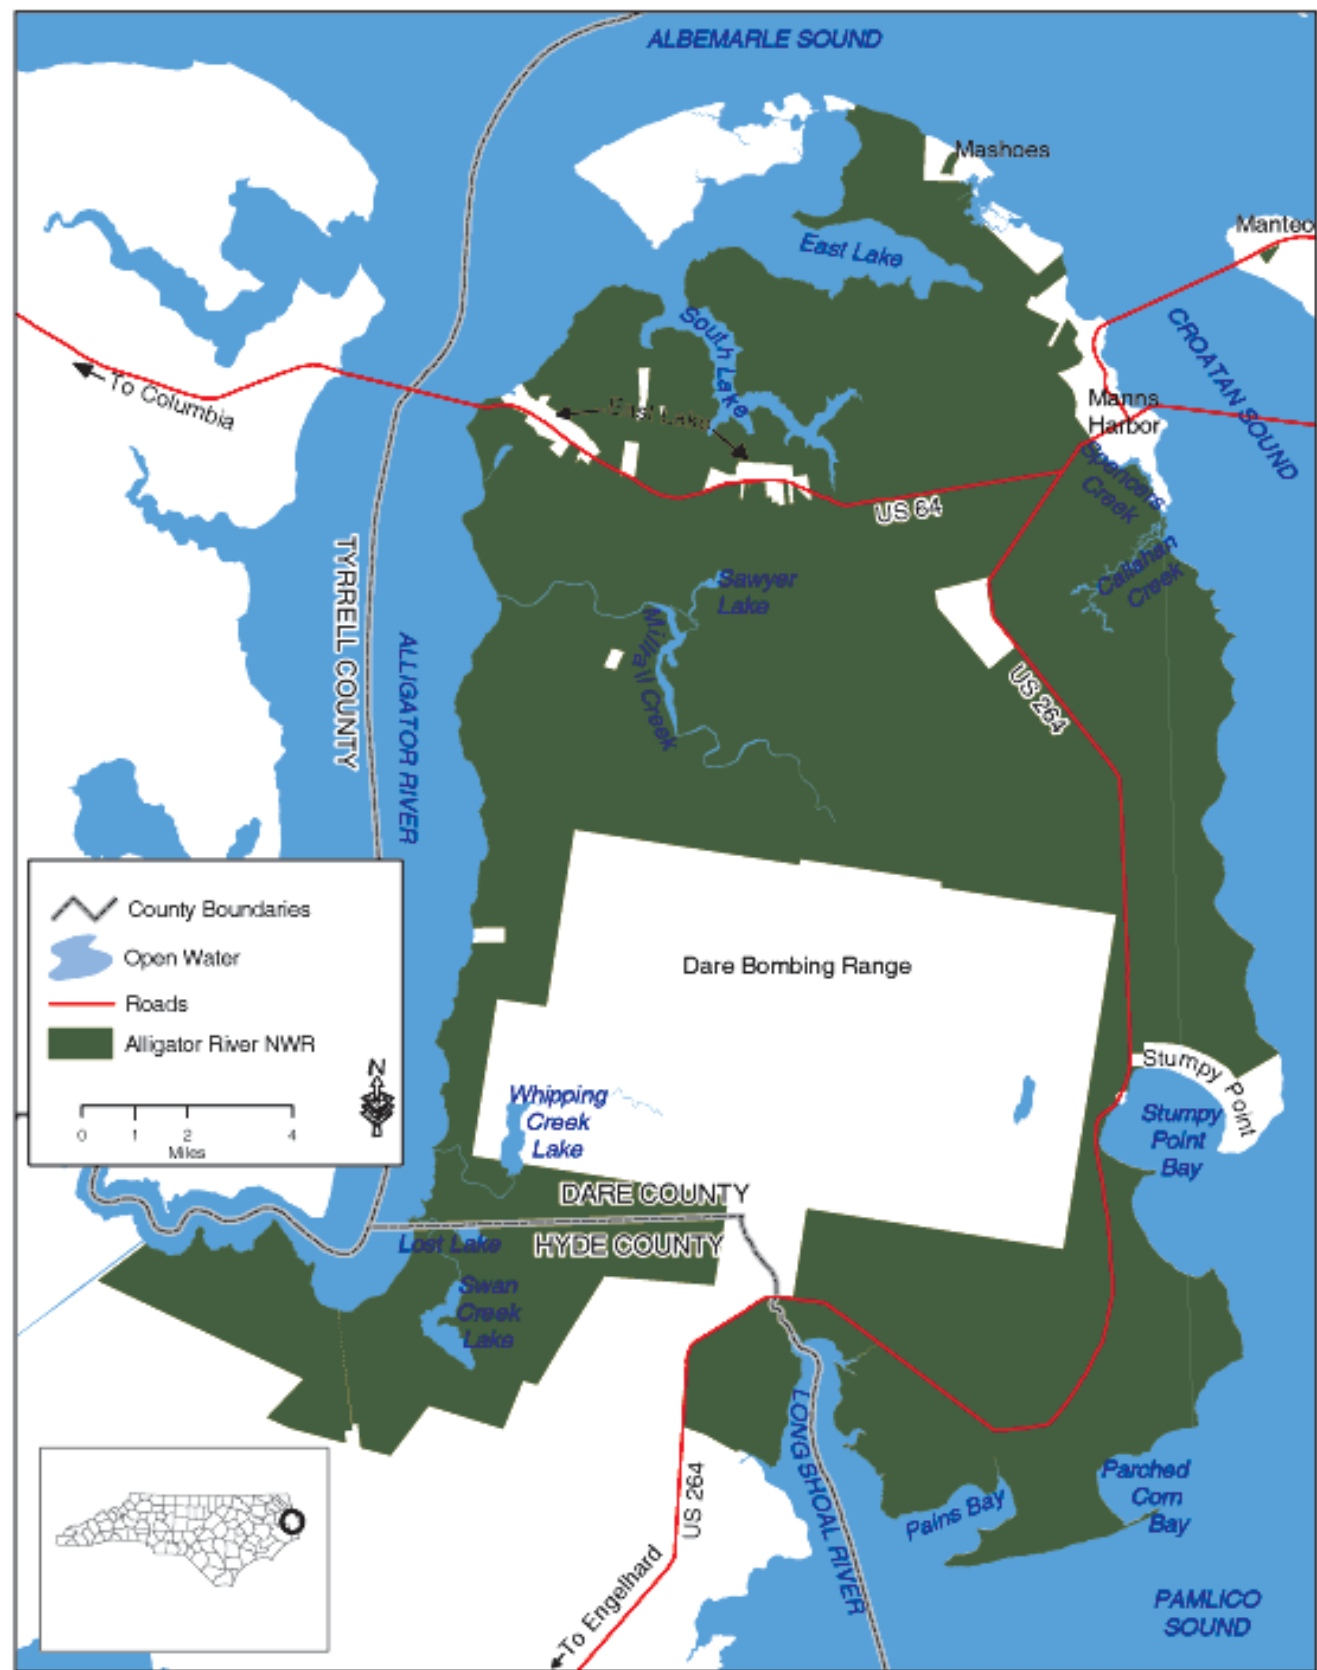 ALBEMARLE SOUND
Mashoes
Manteo
East Lake
South Lake
CROATAN SOUND
To Columbia
East Lake
Manns
Harbor
Spencers
Creek
US 64
Callahan
Creek
TYRRELL COUNTY
ALLIGATOR RIVER
Sawyer
Lake
Milltail Creek
US 264
County Boundaries
Open Water
Roads
Alligator River NWR
N
0 1 2 4
Miles
Dare Bombing Range
Stumpy Point
Stumpy
Point
Bay
Whipping
Creek
Lake
DARE COUNTY
HYDE COUNTY
Lost Lake
Swan
Creek
Lake
LONG SHOAL RIVER
US 264
Pains Bay
Parched
Corn
Bay
To Engelhard
PAMLICO
SOUND